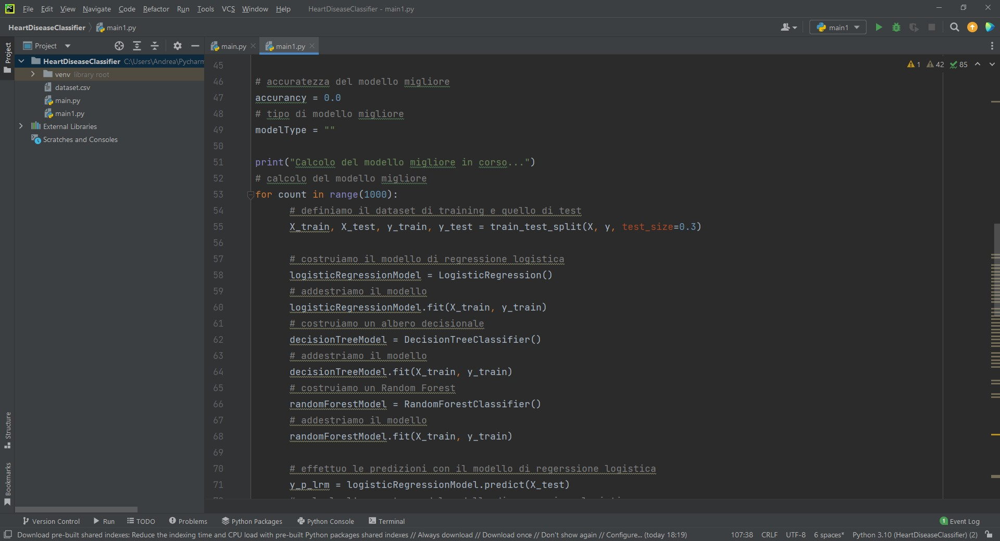 PC File Edit View Navigate Code Refactor Run Tools VCS Window Help HeartDiseaseClassifier - main1.py
HeartDiseaseClassifier main1.py main1
Project
Project
main.py main1.py
HeartDiseaseClassifier C:\Users\Andrea\Pycharm
venv library root
dataset.csv
main.py
main1.py
External Libraries
Scratches and Consoles
1 42 85
45
46 # accuratezza del modello migliore
47 accurancy = 0.0
48 # tipo di modello migliore
49 modelType = ""
50
51 print("Calcolo del modello migliore in corso...")
52 # calcolo del modello migliore
53 for count in range(1000):
54 # definiamo il dataset di training e quello di test
55 X_train, X_test, y_train, y_test = train_test_split(X, y, test_size=0.3)
56
57 # costruiamo il modello di regressione logistica
58 logisticRegressionModel = LogisticRegression()
59 # addestriamo il modello
60 logisticRegressionModel.fit(X_train, y_train)
61 # costruiamo un albero decisionale
62 decisionTreeModel = DecisionTreeClassifier()
63 # addestriamo il modello
64 decisionTreeModel.fit(X_train, y_train)
65 # costruiamo un Random Forest
66 randomForestModel = RandomForestClassifier()
67 # addestriamo il modello
68 randomForestModel.fit(X_train, y_train)
69
70 # effettuo le predizioni con il modello di regerssione logistica
71 y_p_lrm = logisticRegressionModel.predict(X_test)
Structure
Bookmarks
Version Control Run TODO Problems Python Packages Python Console Terminal 1 Event Log
Download pre-built shared indexes: Reduce the indexing time and CPU load with pre-built Python packages shared indexes // Always download // Download once // Don't show again // Configure... (today 18:19) 107:38 CRLF UTF-8 6 spaces* Python 3.10 (HeartDiseaseClassifier) (2)